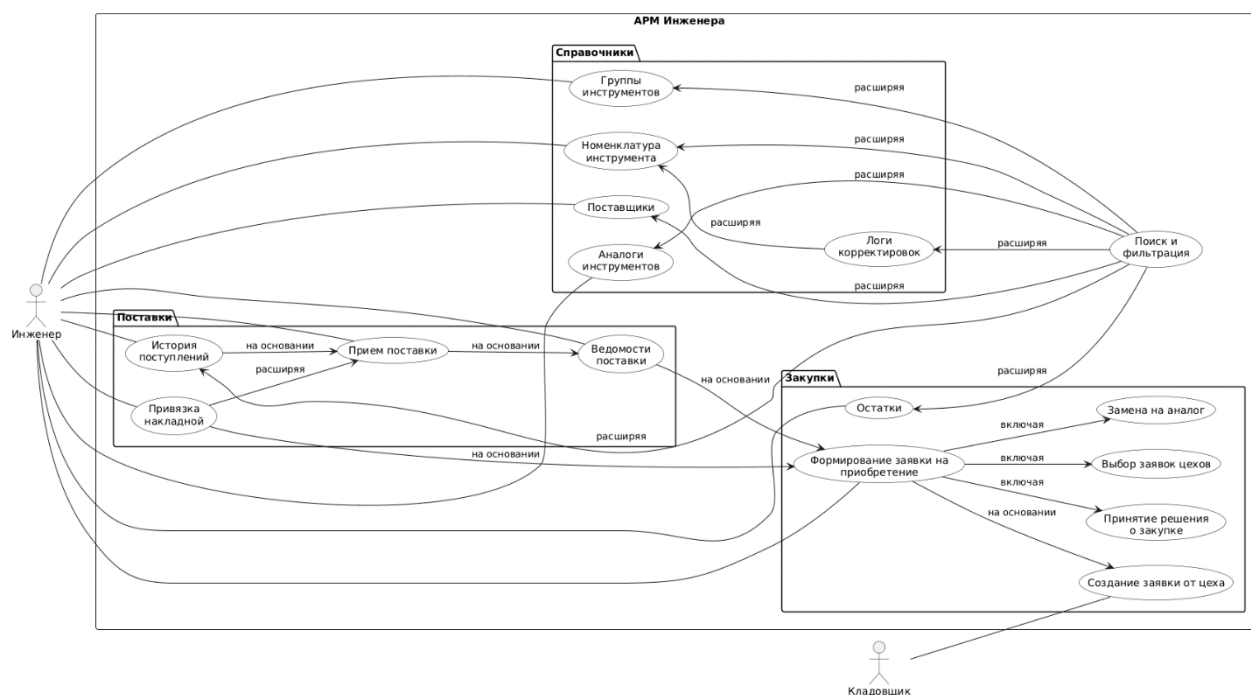 АРМ Инженера
Справочники
Группы
инструментов
расширяя
Номенклатура
инструмента
расширяя
расширяя
Поставщики
расширяя
Логи
корректировок
расширяя
Поиск и
фильтрация
Аналоги
инструментов
расширяя
Инженер
Поставки
История
поступлений
на основании
Прием поставки
на основании
Ведомости
поставки
расширяя
Привязка
накладной
расширяя
на основании
на основании
расширяя
Закупки
Остатки
Замена на аналог
включая
Формирование заявки на
приобретение
включая
Выбор заявок цехов
включая
на основании
Принятие решения
о закупке
Создание заявки от цеха
Кладовщик